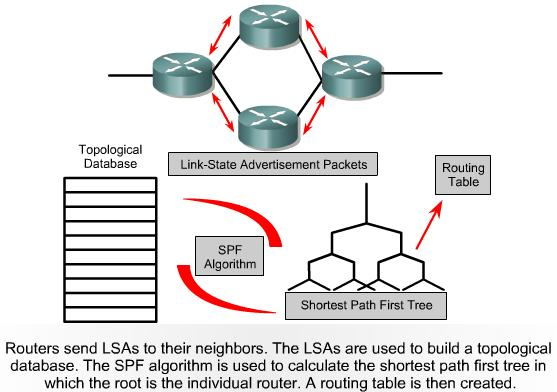 Topological
Database
Link-State Advertisement Packets
Routing
Table
SPF
Algorithm
Shortest Path First Tree
Routers send LSAs to their neighbors. The LSAs are used to build a topological
database. The SPF algorithm is used to calculate the shortest path first tree in
which the root is the individual router. A routing table is then created.